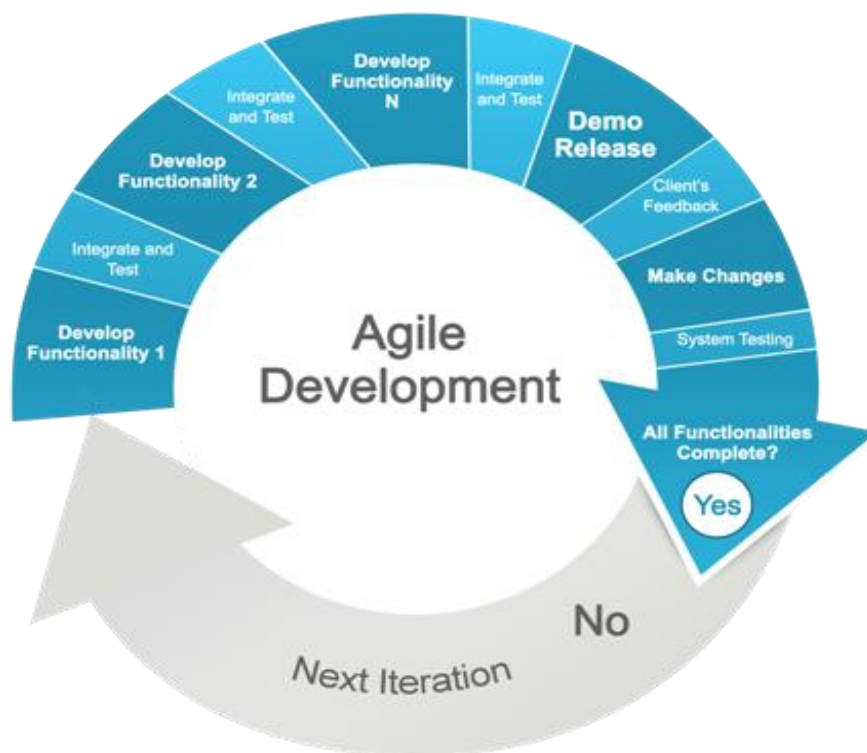 Develop
Functionality 1
Integrate and
Test
Develop
Functionality 2
Integrate
and Test
Develop
Functionality
N
Integrate
and Test
Demo
Release
Client's
Feedback
Make Changes
System Testing
All Functionalities
Complete?
Yes
No
Next Iteration
Agile
Development